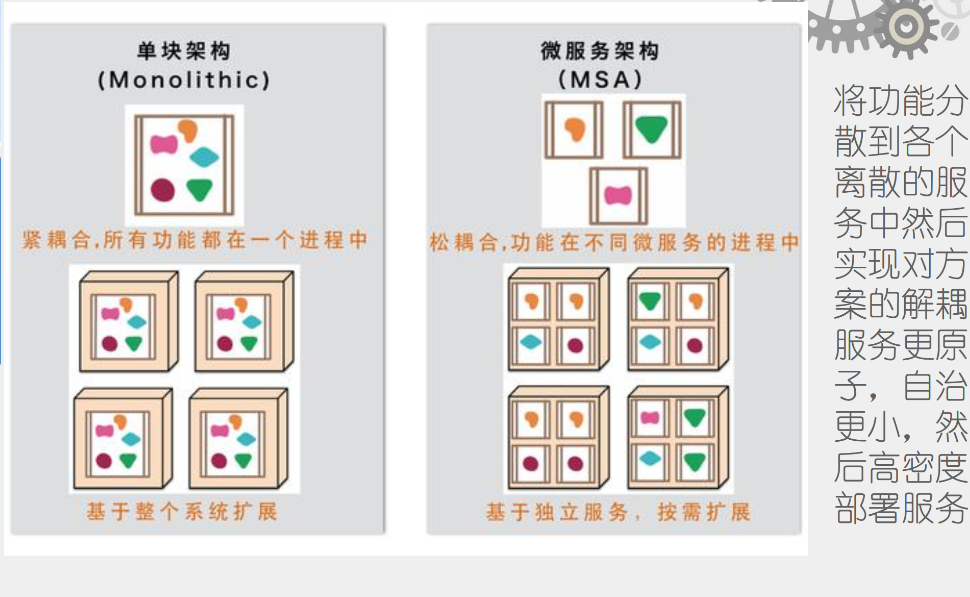 单块架构
(Monolithic)
紧耦合,所有功能都在一个进程中
基于整个系统扩展
微服务架构
(MSA)
松耦合,功能在不同微服务的进程中
基于独立服务，按需扩展
将功能分
散到各个
离散的服
务中然后
实现对方
案的解耦
服务更原
子，自治
更小，然
后高密度
部署服务